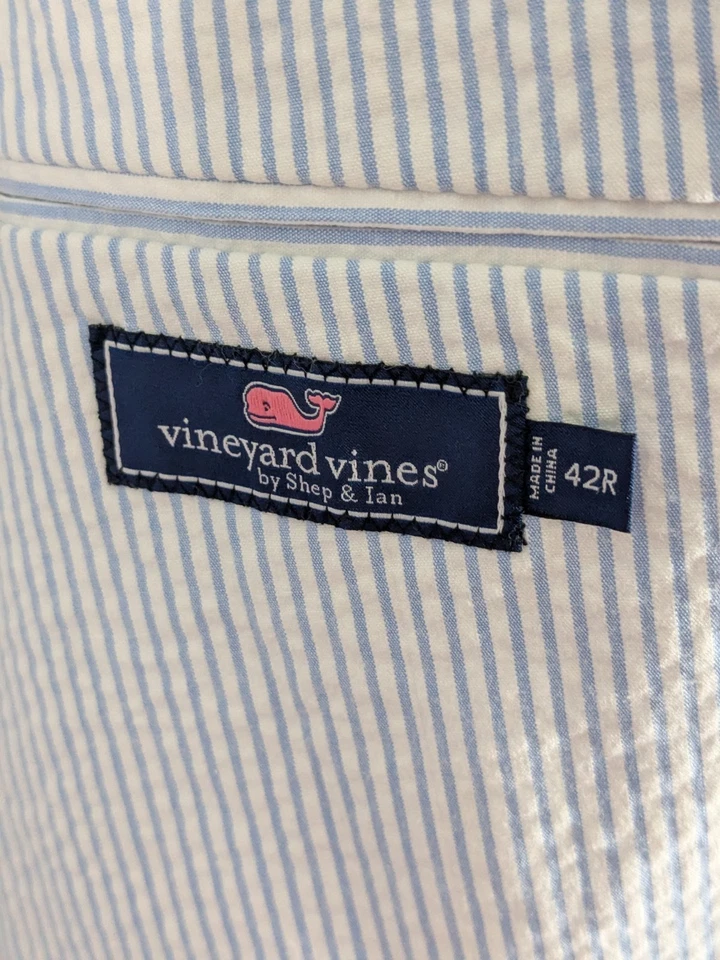 vineyard vines®
by Shep & Ian
MADE IN
CHINA
42R